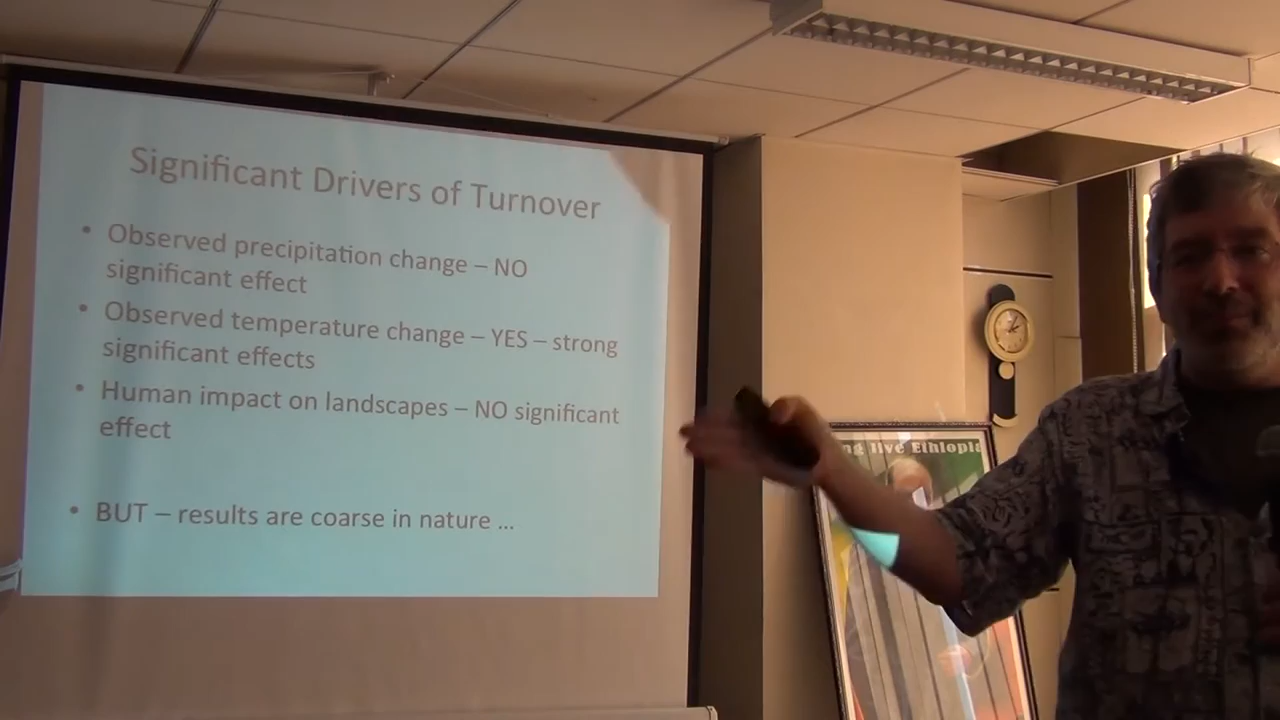 Significant Drivers of Turnover
• Observed precipitation change – NO
significant effect
• Observed temperature change – YES – strong
significant effects
• Human impact on landscapes – NO significant
effect
• BUT – results are coarse in nature ...
live Ethiopia